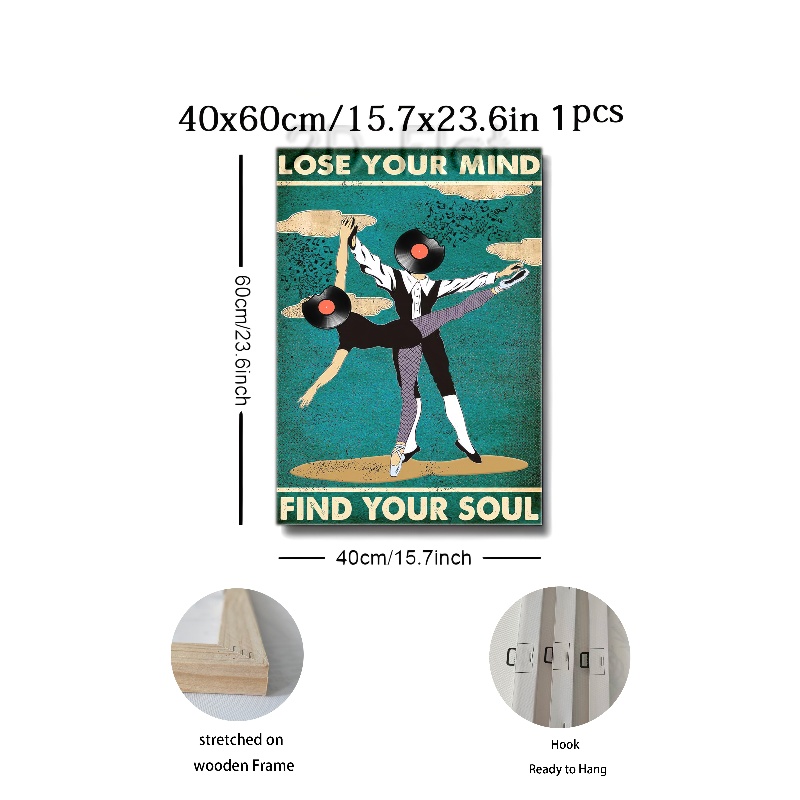 40x60cm/15.7x23.6in 1pcs
LOSE YOUR MIND
60cm/23.6inch
FIND YOUR SOUL
40cm/15.7inch
stretched on
wooden Frame
Hook
Ready to Hang